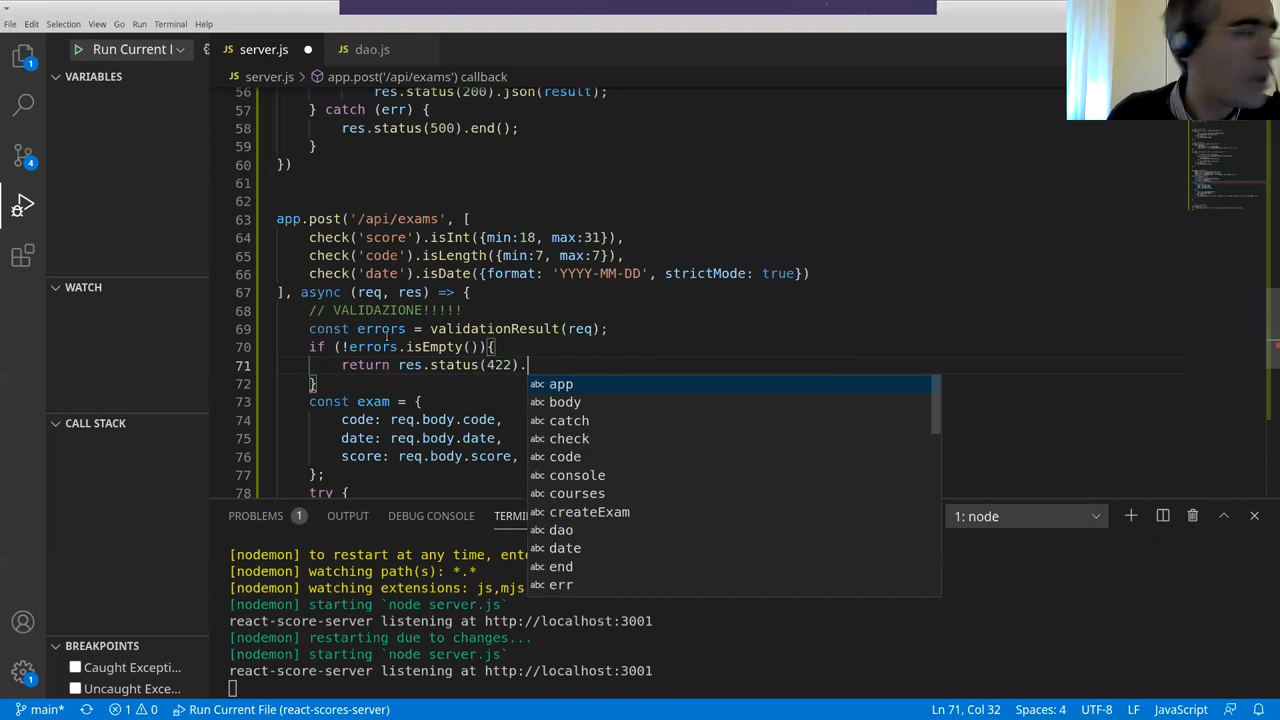 File Edit Selection View Go Run Terminal Help
Run Current I
JS server.js
JS dao.js
VARIABLES
JS server.js > app.post('/api/exams') callback
56 res.status(200).json(result);
57 } catch (err) {
58 res.status(500).end();
59 }
60 })
61
62
63 app.post('/api/exams', [
64 check('score').isInt({min:18, max:31}),
65 check('code').isLength({min:7, max:7}),
66 check('date').isDate({format: 'YYYY-MM-DD', strictMode: true})
67 ], async (req, res) => {
68 // VALIDAZIONE!!!!!
69 const errors = validationResult(req);
70 if (!errors.isEmpty()){
71 return res.status(422).
72 }
73 const exam = {
74 code: req.body.code,
75 date: req.body.date,
76 score: req.body.score,
77 };
78 try {
abc app
abc body
abc catch
abc check
abc code
abc console
abc courses
abc createExam
abc dao
abc date
abc end
abc err
WATCH
CALL STACK
BREAKPOINTS
Caught Excepti...
Uncaught Exce...
1
4
1
PROBLEMS 1 OUTPUT DEBUG CONSOLE TERM
1: node
[nodemon] to restart at any time, ent
[nodemon] watching path(s): *.*
[nodemon] watching extensions: js,mjs
[nodemon] starting `node server.js`
react-score-server listening at http://localhost:3001
[nodemon] restarting due to changes...
[nodemon] starting `node server.js`
react-score-server listening at http://localhost:3001
main* 1 0 Run Current File (react-scores-server) Ln 71, Col 32 Spaces: 4 UTF-8 LF JavaScript